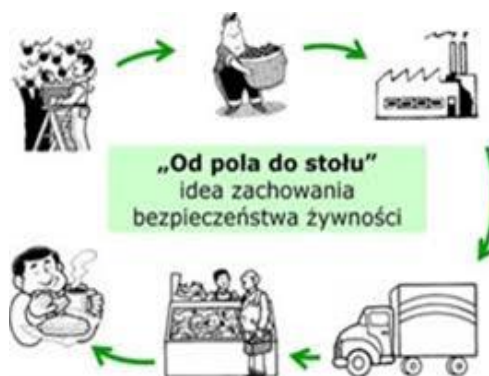 „Od pola do stołu”
idea zachowania
bezpieczeństwa żywności